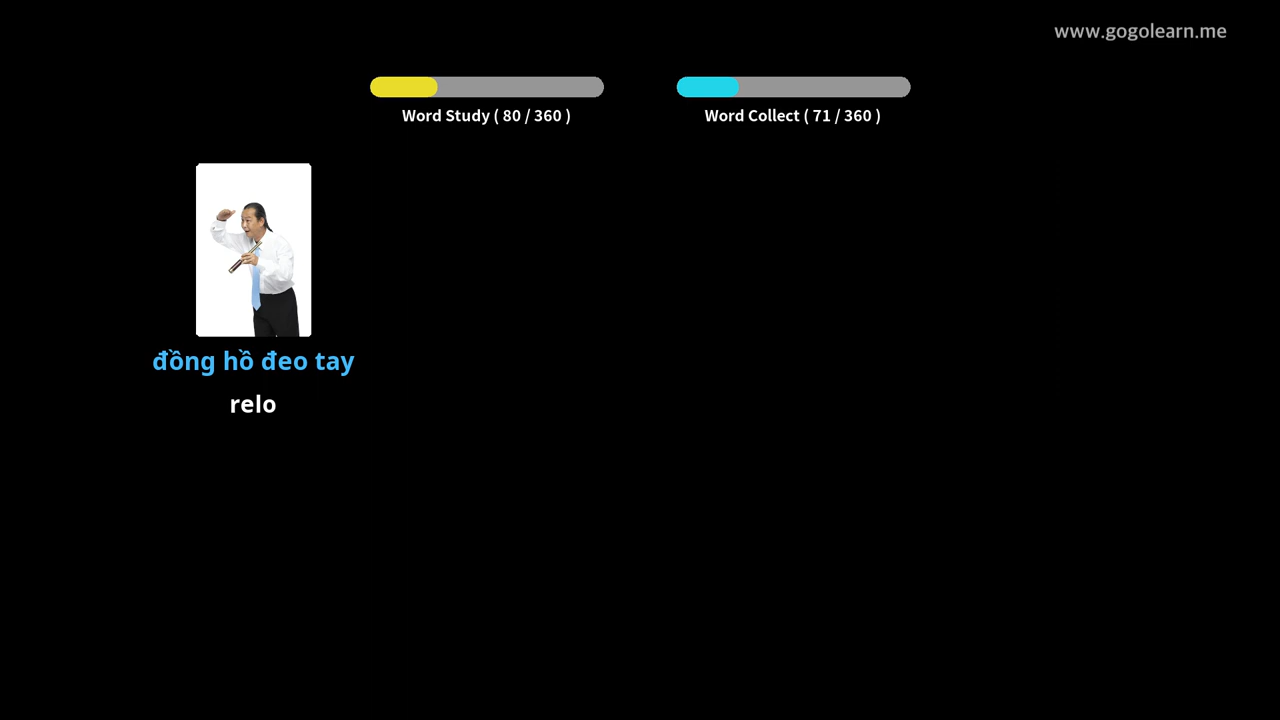 www.gogolearn.me
Word Study ( 80 / 360 )
Word Collect ( 71 / 360 )
đồng hồ đeo tay
relo